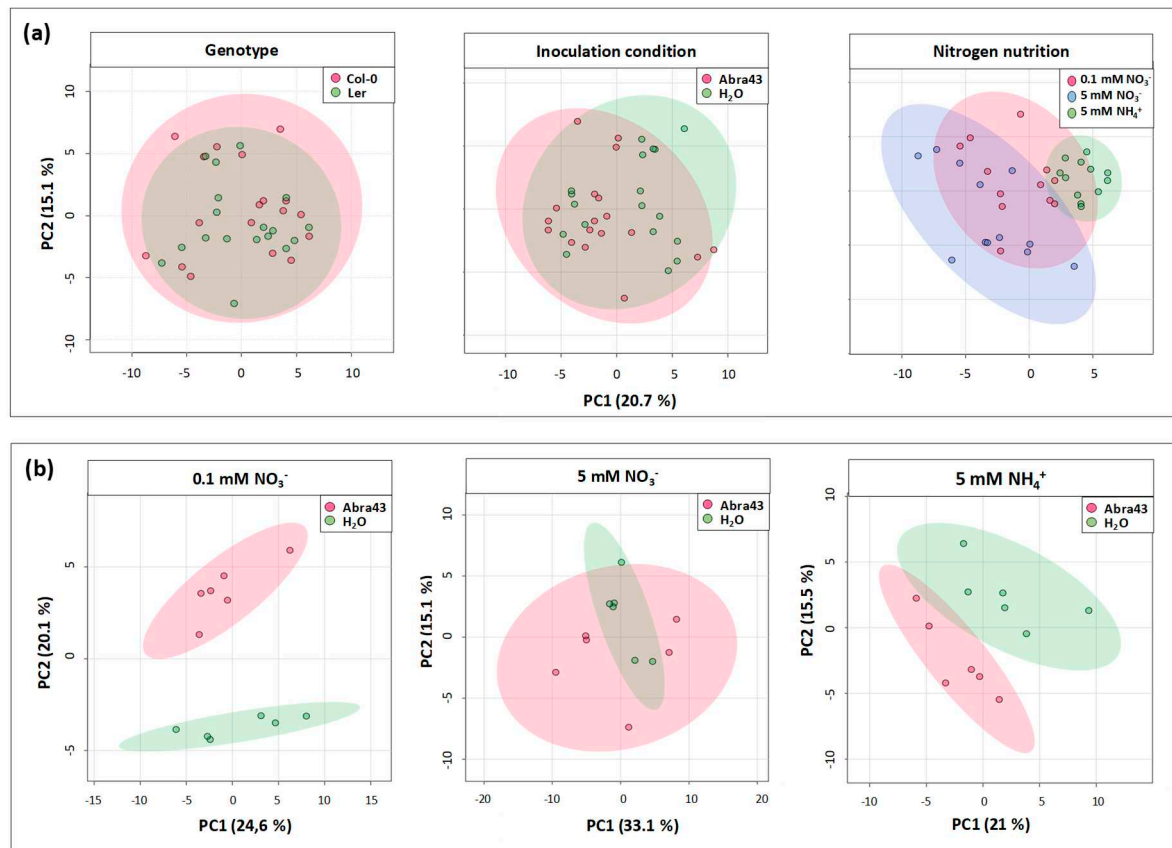 (a)
Genotype
Col-0
Ler
PC2 (15.1 %)
10
5
0
-5
-10
-10
-5
0
5
10
Inoculation condition
Abra43
H₂O
-10
-5
0
5
10
PC1 (20.7 %)
Nitrogen nutrition
0.1 mM NO₃⁻
5 mM NO₃⁻
5 mM NH₄⁺
-10
-5
0
5
10
(b)
0.1 mM NO₃⁻
Abra43
H₂O
PC2 (20.1 %)
5
0
-5
-15
-10
-5
0
5
10
15
PC1 (24,6 %)
5 mM NO₃⁻
Abra43
H₂O
PC2 (15.1 %)
10
5
0
-5
-10
-20
-10
0
10
20
PC1 (33.1 %)
5 mM NH₄⁺
Abra43
H₂O
PC2 (15.5 %)
10
5
0
-5
-10
-10
-5
0
5
10
PC1 (21 %)